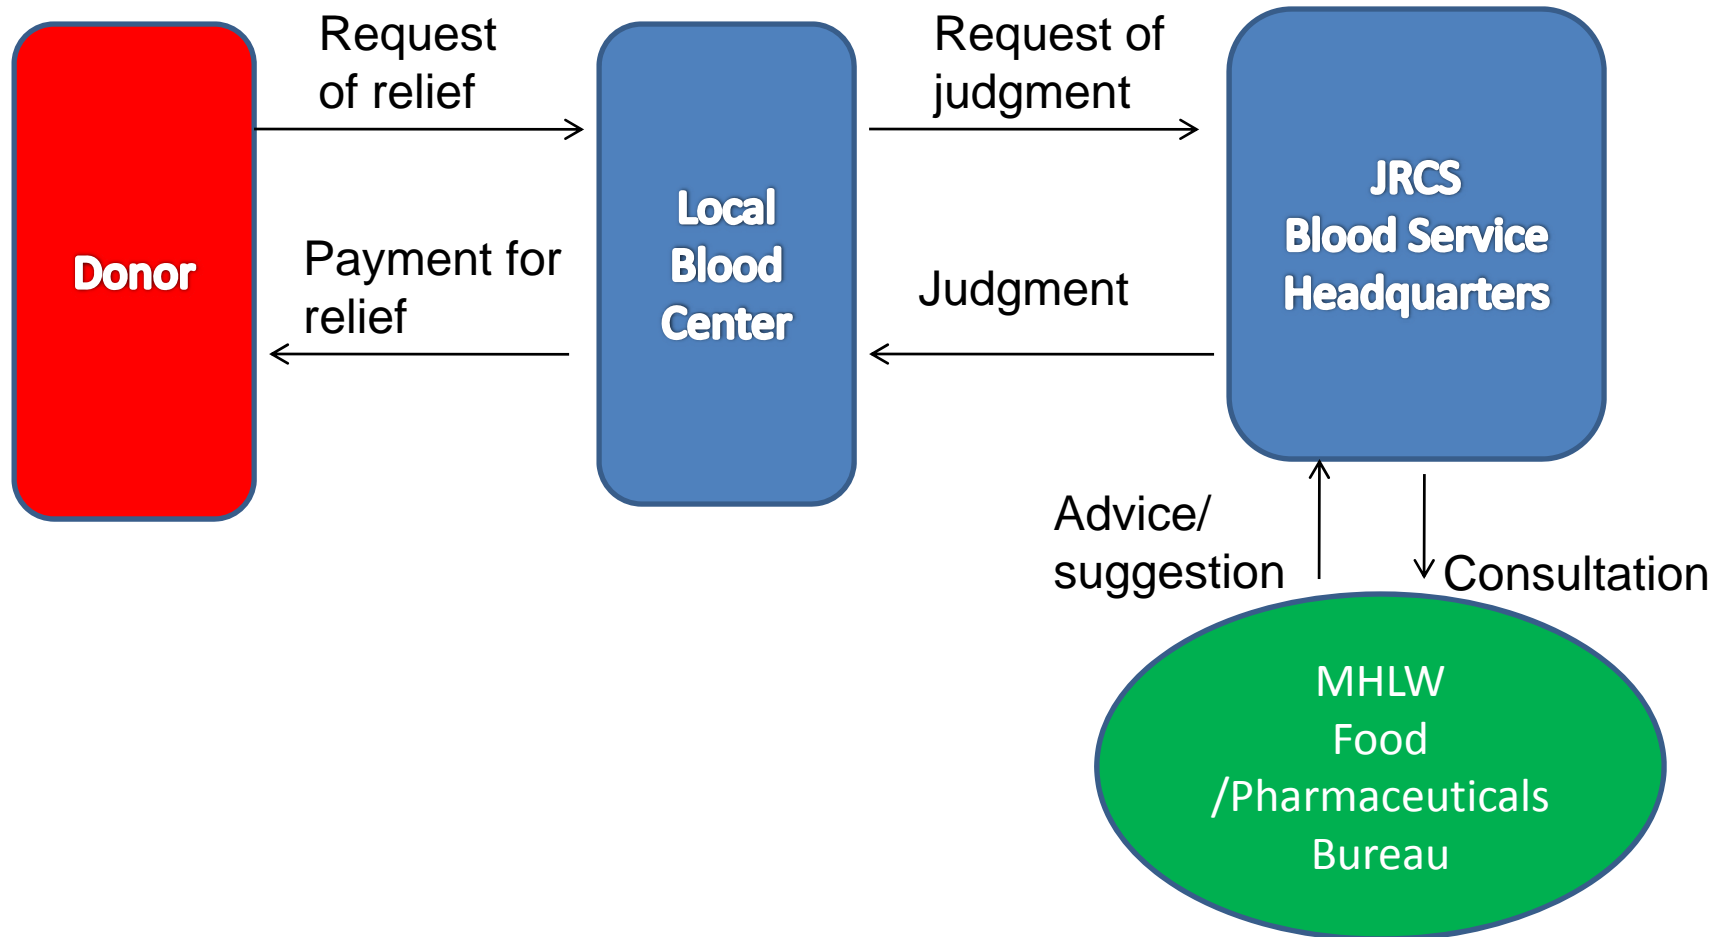 Request
of relief
Request of
judgment
Donor
Payment for
relief
Local
Blood
Center
Judgment
JRCS
Blood Service
Headquarters
Advice/
suggestion
Consultation
MHLW
Food
/Pharmaceuticals
Bureau